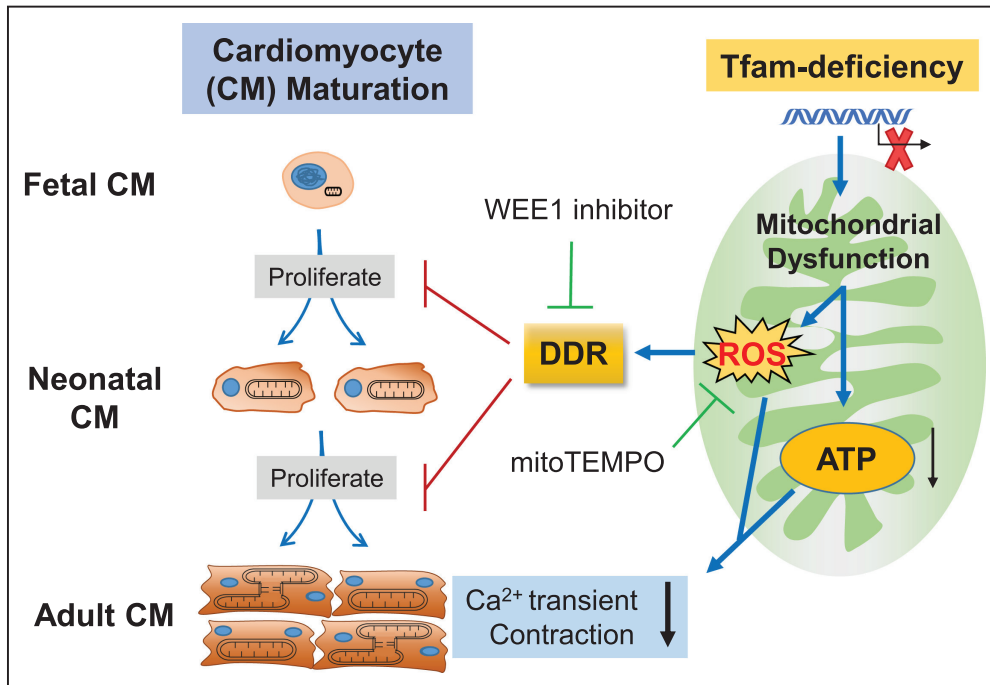 Cardiomyocyte
(CM) Maturation
Tfam-deficiency
Fetal CM
WEE1 inhibitor
Mitochondrial
Dysfunction
Proliferate
DDR
ROS
Neonatal
CM
mitoTEMPO
ATP
Proliferate
Adult CM
Ca²⁺ transient
Contraction